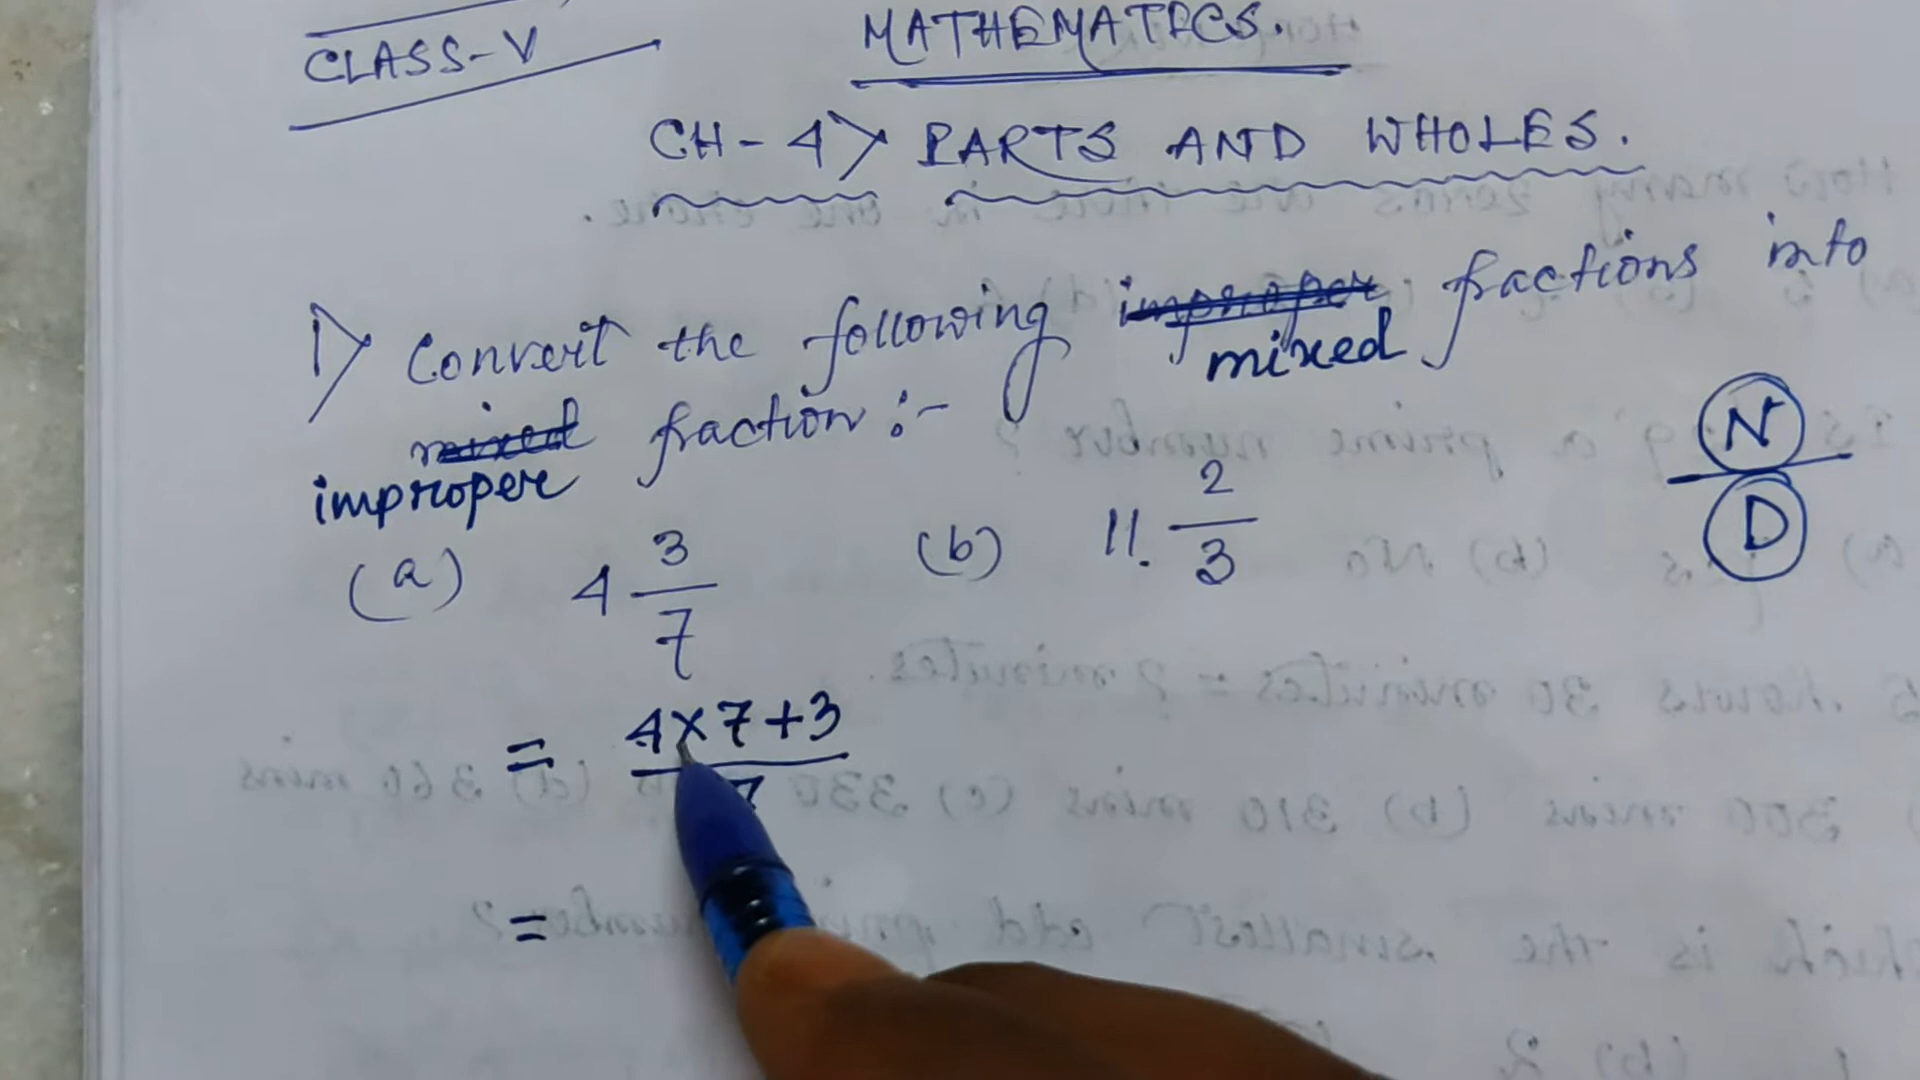 CLASS-V
MATHEMATICS.
CH-4> PARTS AND WHOLES.
1> Convert the following improper mixed fractions into
mixed improper fraction:-
(a) 4 3/7 (b) 11. 2/3
N
D
= 4×7+3
7
=